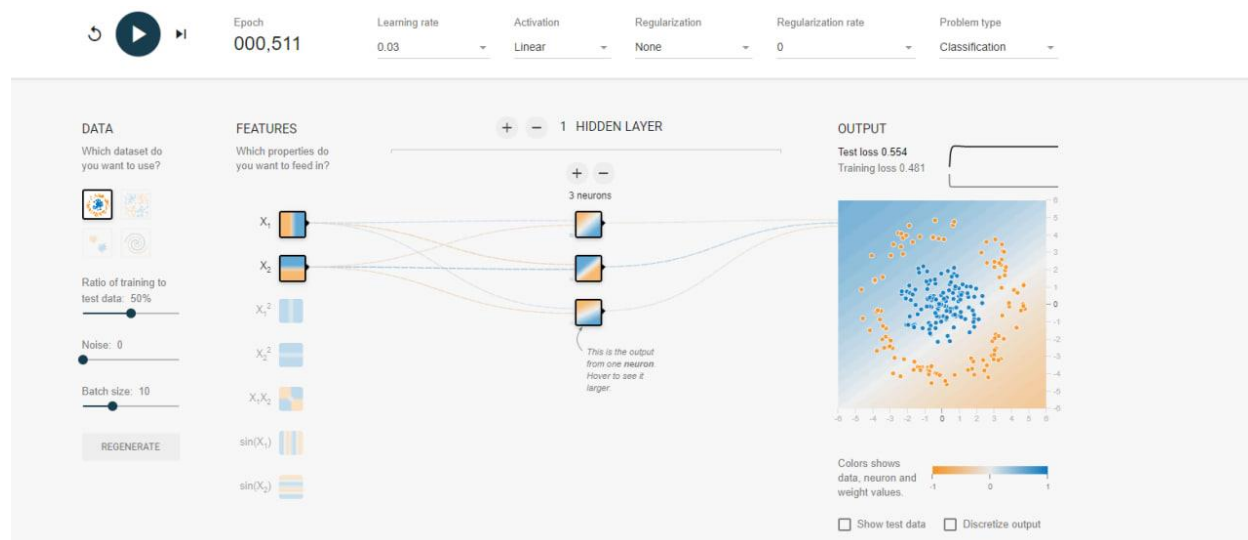 Epoch
000,511
Learning rate
0.03
Activation
Linear
Regularization
None
Regularization rate
0
Problem type
Classification
DATA
Which dataset do
you want to use?
Ratio of training to
test data: 50%
Noise: 0
Batch size: 10
REGENERATE
FEATURES
Which properties do
you want to feed in?
X₁
X₂
X₁²
X₂²
X₁X₂
sin(X₁)
sin(X₂)
+ − 1 HIDDEN LAYER
+ −
3 neurons
This is the output
from one neuron.
Hover to see it
larger.
OUTPUT
Test loss 0.554
Training loss 0.481
6
5
4
3
2
1
0
-1
-2
-3
-4
-5
-6
-6 -5 -4 -3 -2 -1 0 1 2 3 4 5 6
Colors shows
data, neuron and
weight values.
-1 0 1
Show test data
Discretize output